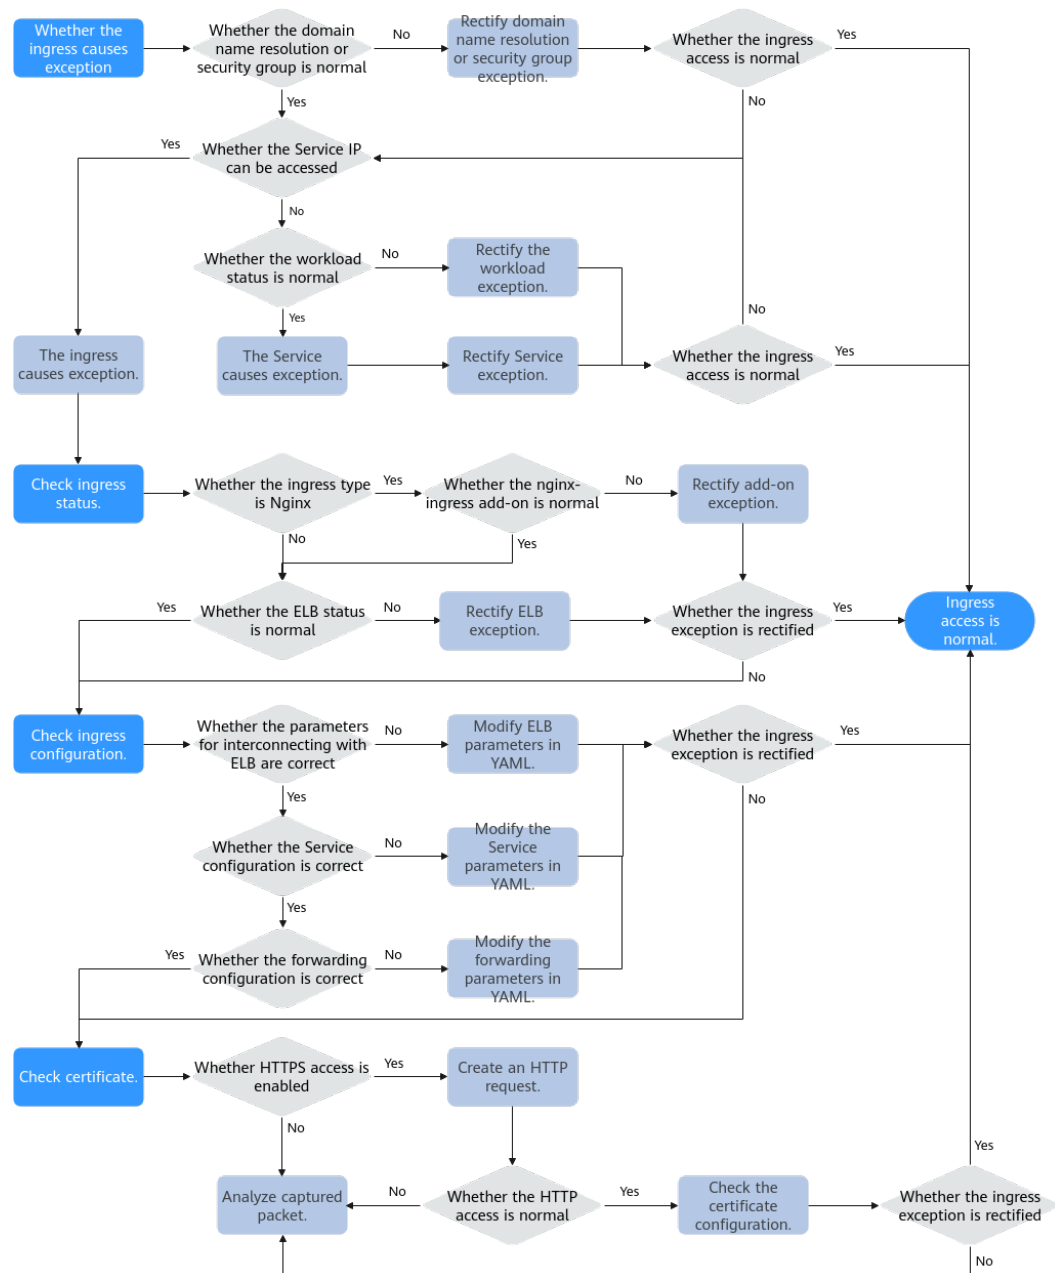 Whether the
ingress causes
exception
Whether the domain
name resolution or
security group is normal
No
Rectify domain
name resolution
or security group
exception.
Whether the ingress
access is normal
Yes
Yes
No
Yes
Whether the Service IP
can be accessed
No
Whether the workload
status is normal
No
Rectify the
workload
exception.
Yes
No
The ingress
causes exception.
The Service
causes exception.
Rectify Service
exception.
Whether the ingress
access is normal
Yes
Check ingress
status.
Whether the ingress type
is Nginx
Yes
Whether the nginx-
ingress add-on is normal
No
Rectify add-on
exception.
No
Yes
Yes
Whether the ELB status
is normal
No
Rectify ELB
exception.
Whether the ingress
exception is rectified
Yes
Ingress
access is
normal.
No
Check ingress
configuration.
Whether the parameters
for interconnecting with
ELB are correct
No
Modify ELB
parameters in
YAML.
Whether the ingress
exception is rectified
Yes
Yes
No
Whether the Service
configuration is correct
No
Modify the
Service
parameters in
YAML.
Yes
Yes
Whether the forwarding
configuration is correct
No
Modify the
forwarding
parameters in
YAML.
Check certificate.
Whether HTTPS access is
enabled
Yes
Create an HTTP
request.
No
Yes
Analyze captured
packet.
No
Whether the HTTP
access is normal
Yes
Check the
certificate
configuration.
Whether the ingress
exception is rectified
No